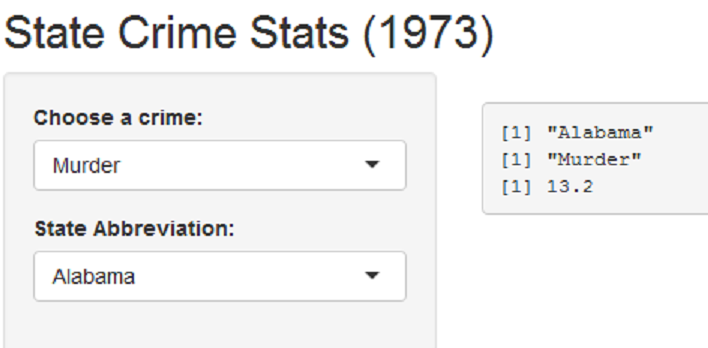 State Crime Stats (1973)
Choose a crime:
Murder
State Abbreviation:
Alabama
[1] "Alabama"
[1] "Murder"
[1] 13.2